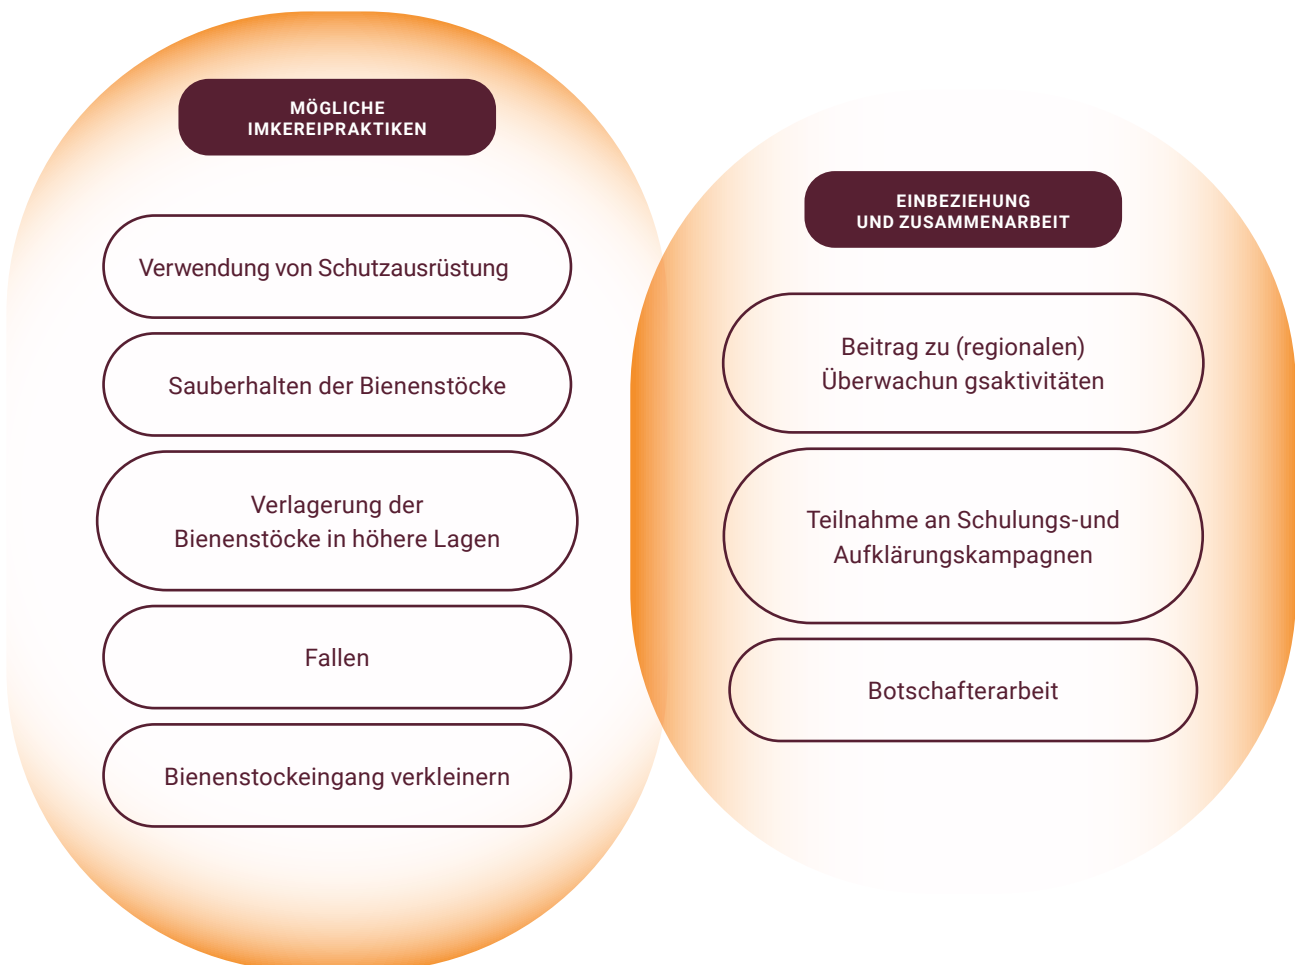 MÖGLICHE
IMKEREIPRAKTIKEN
Verwendung von Schutzausrüstung
Sauberhalten der Bienenstöcke
Verlagerung der
Bienenstöcke in höhere Lagen
Fallen
Bienenstockeingang verkleinern
EINBEZIEHUNG
UND ZUSAMMENARBEIT
Beitrag zu (regionalen)
Überwachun gsaktivitäten
Teilnahme an Schulungs-und
Aufklärungskampagnen
Botschafterarbeit